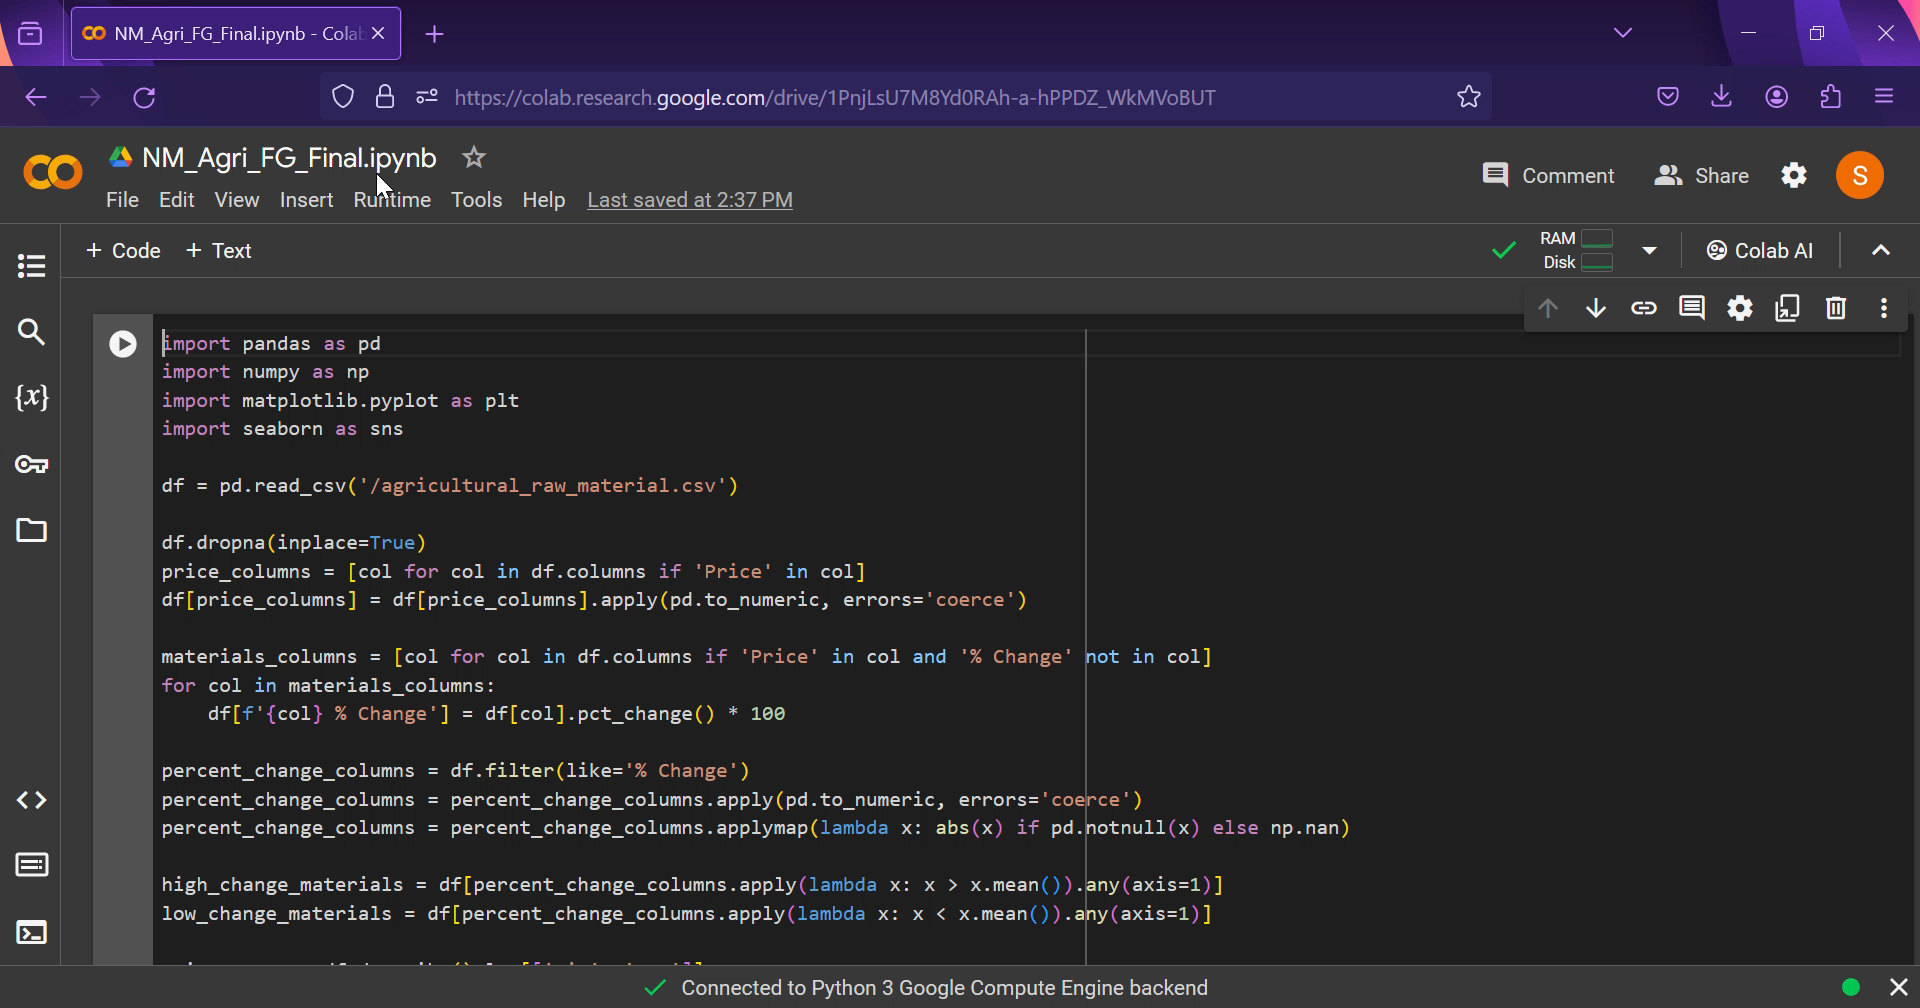 NM_Agri_FG_Final.ipynb - Cola
https://colab.research.google.com/drive/1PnjLsU7M8Yd0RAh-a-hPPDZ_WkMVoBUT
NM_Agri_FG_Final.ipynb
Comment Share S
File Edit View Insert Runtime Tools Help Last saved at 2:37 PM
+ Code + Text
RAM
Disk
Colab AI
import pandas as pd
import numpy as np
import matplotlib.pyplot as plt
import seaborn as sns
df = pd.read_csv('/agricultural_raw_material.csv')
df.dropna(inplace=True)
price_columns = [col for col in df.columns if 'Price' in col]
df[price_columns] = df[price_columns].apply(pd.to_numeric, errors='coerce')
materials_columns = [col for col in df.columns if 'Price' in col and '% Change' not in col]
for col in materials_columns:
    df[f'{col} % Change'] = df[col].pct_change() * 100
percent_change_columns = df.filter(like='% Change')
percent_change_columns = percent_change_columns.apply(pd.to_numeric, errors='coerce')
percent_change_columns = percent_change_columns.applymap(lambda x: abs(x) if pd.notnull(x) else np.nan)
high_change_materials = df[percent_change_columns.apply(lambda x: x > x.mean()).any(axis=1)]
low_change_materials = df[percent_change_columns.apply(lambda x: x < x.mean()).any(axis=1)]
Connected to Python 3 Google Compute Engine backend